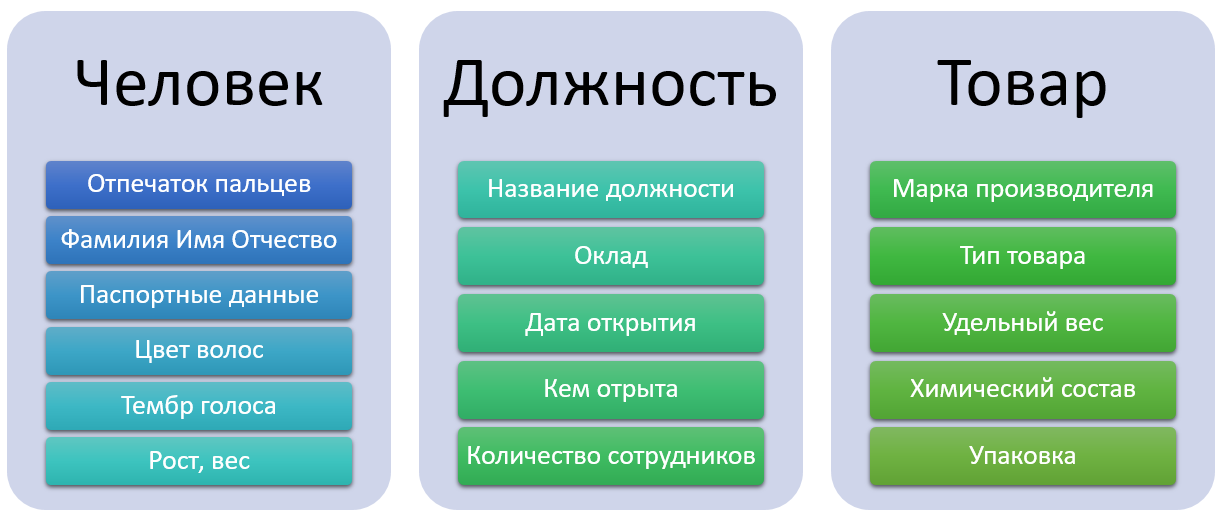 Человек
Отпечаток пальцев
Фамилия Имя Отчество
Паспортные данные
Цвет волос
Тембр голоса
Рост, вес
Должность
Название должности
Оклад
Дата открытия
Кем отрыта
Количество сотрудников
Товар
Марка производителя
Тип товара
Удельный вес
Химический состав
Упаковка